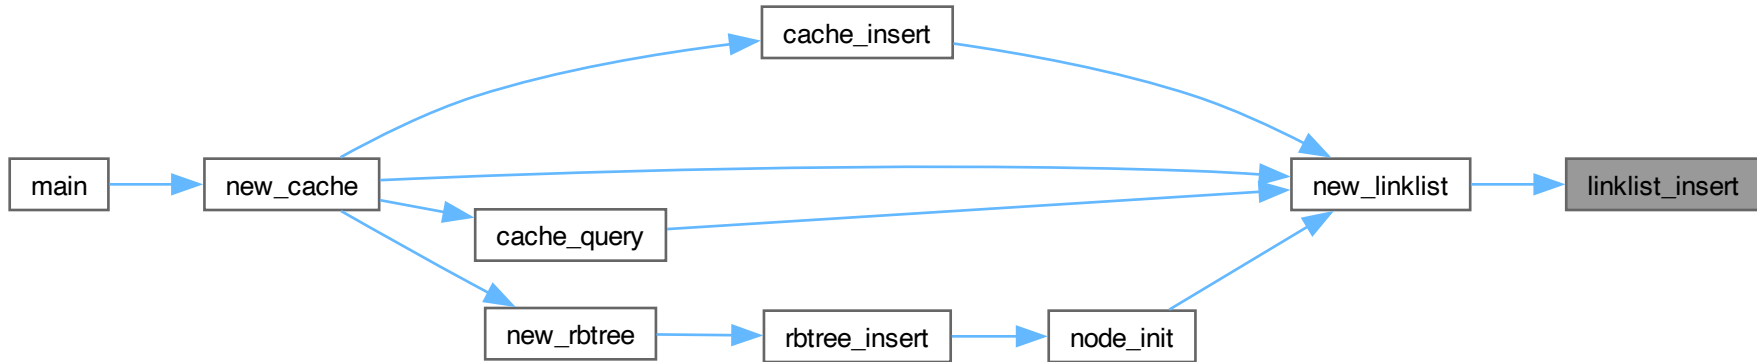 cache_insert
main
new_cache
new_linklist
linklist_insert
cache_query
new_rbtree
rbtree_insert
node_init